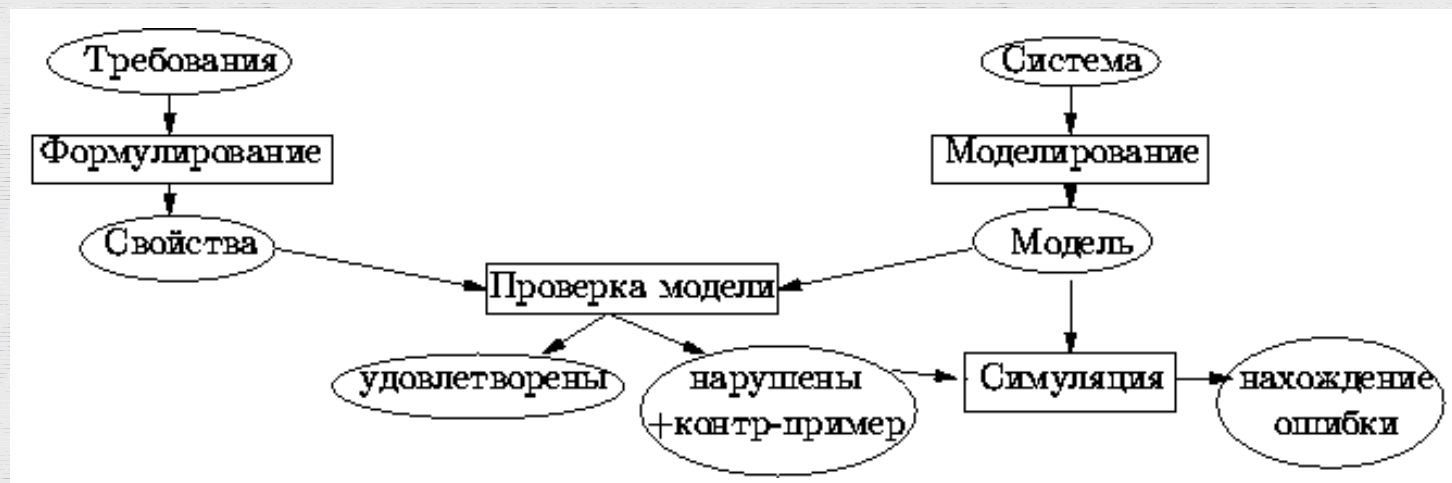 Требования
Система
Формулирование
Моделирование
Свойства
Модель
Проверка модели
удовлетворены
нарушены
+контр-пример
Симуляция
нахождение
ошибки